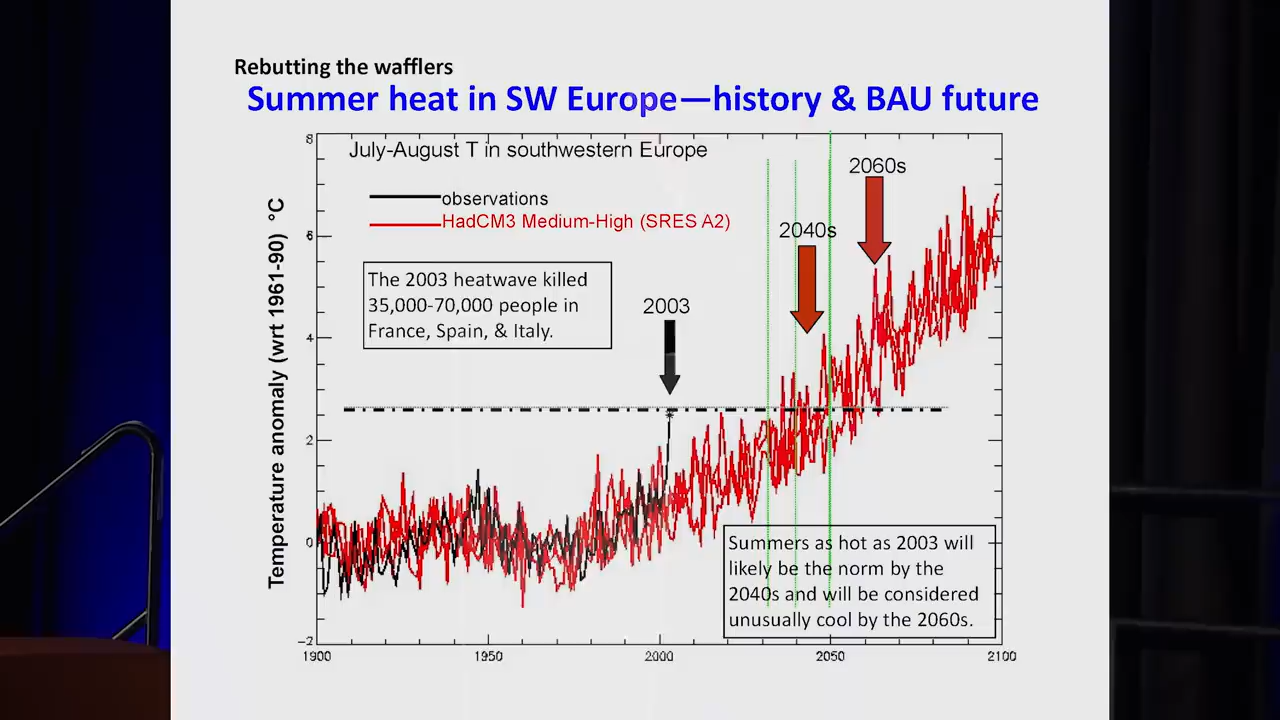 Rebutting the wafflers
Summer heat in SW Europe—history & BAU future
8
July-August T in southwestern Europe
2060s
observations
HadCM3 Medium-High (SRES A2)
2040s
6
The 2003 heatwave killed
35,000-70,000 people in
France, Spain, & Italy.
2003
4
2
0
-2
Temperature anomaly (wrt 1961-90) °C
Summers as hot as 2003 will
likely be the norm by the
2040s and will be considered
unusually cool by the 2060s.
1900 1950 2000 2050 2100